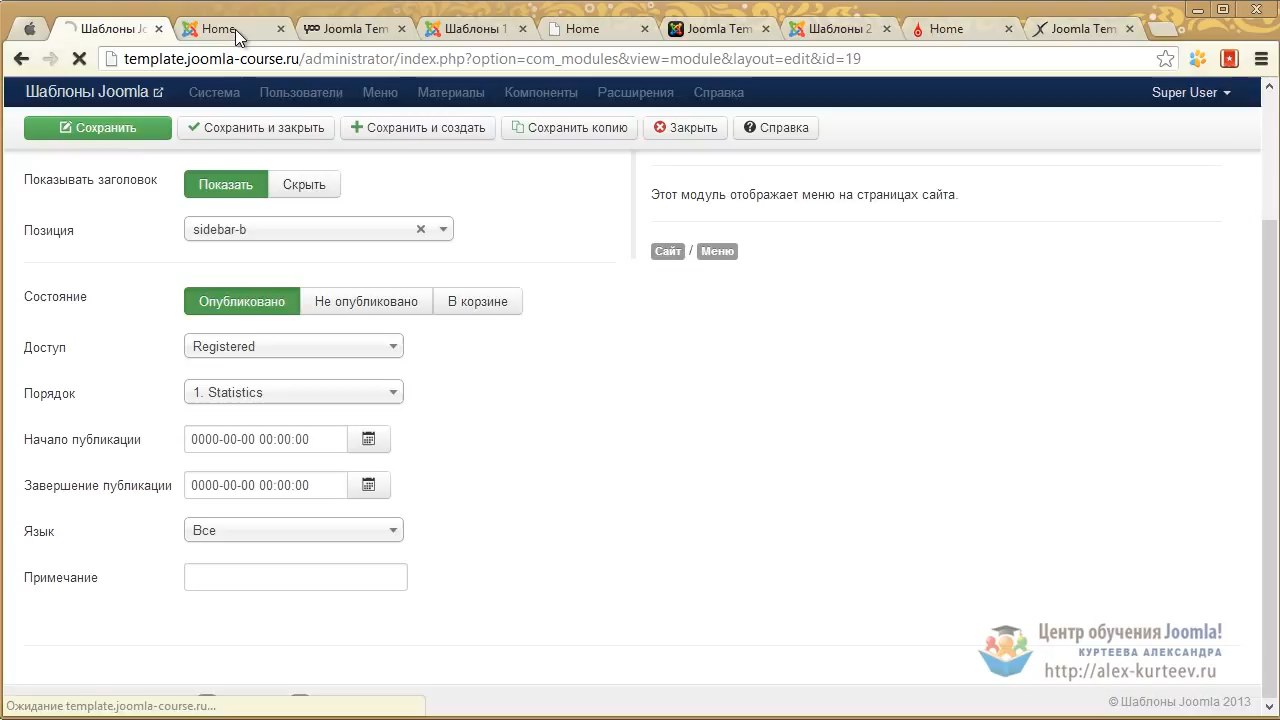 Шаблоны Jo
Home
Joomla Tem
Шаблоны 1
Home
Joomla Tem
Шаблоны 2
Home
Joomla Tem
template.joomla-course.ru/administrator/index.php?option=com_modules&view=module&layout=edit&id=19
Шаблоны Joomla Система Пользователи Меню Материалы Компоненты Расширения Справка Super User
Сохранить Сохранить и закрыть Сохранить и создать Сохранить копию Закрыть Справка
Показывать заголовок Показать Скрыть
Этот модуль отображает меню на страницах сайта.
Позиция sidebar-b
Сайт / Меню
Состояние Опубликовано Не опубликовано В корзине
Доступ Registered
Порядок 1. Statistics
Начало публикации 0000-00-00 00:00:00
Завершение публикации 0000-00-00 00:00:00
Язык Все
Примечание
Центр обучения Joomla!
КУРТЕЕВА АЛЕКСАНДРА
http://alex-kurteev.ru
Ожидание template.joomla-course.ru...
© Шаблоны Joomla 2013